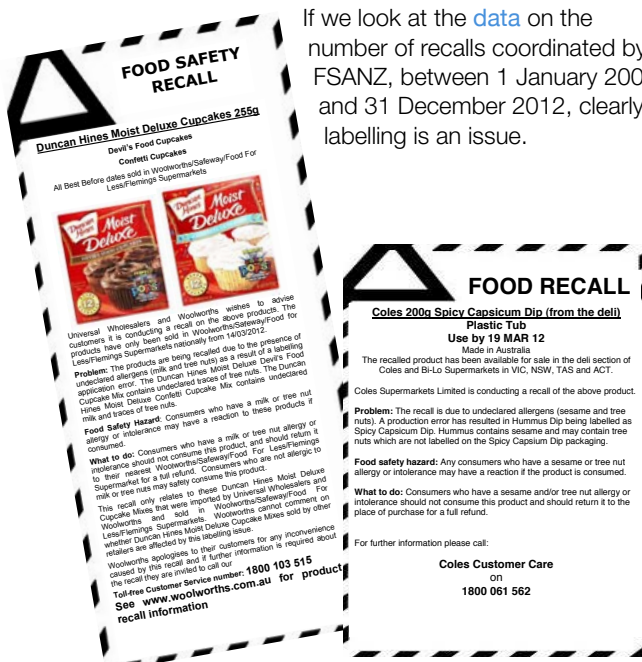 If we look at the data on the
number of recalls coordinated by
FSANZ, between 1 January 200
and 31 December 2012, clearly
labelling is an issue.
FOOD SAFETY
RECALL
Duncan Hines Moist Deluxe Cupcakes 255g
Devil's Food Cupcakes
Confetti Cupcakes
All Best Before dates sold in Woolworths/Safeway/Food For
Less/Flemings Supermarkets
Duncan Hines
Moist
Deluxe
Duncan Hines
Moist
Deluxe
Universal Wholesalers and Woolworths wishes to advise
customers it is conducting a recall on the above products. The
products have only been sold in Woolworths/Safeway/Food for
Less/Flemings Supermarkets nationally from 14/03/2012.
Problem: The products are being recalled due to the presence of
undeclared allergens (milk and tree nuts) as a result of a labelling
application error. The Duncan Hines Moist Deluxe Devil's Food
Cupcake Mix contains undeclared traces of tree nuts. The Duncan
Hines Moist Deluxe Confetti Cupcake Mix contains undeclared
milk and traces of tree nuts.
Food Safety Hazard: Consumers who have a milk or tree nut
allergy or intolerance may have a reaction to these products if
consumed.
What to do: Consumers who have a milk or tree nut allergy or
intolerance should not consume this product, and should return it
to their nearest Woolworths/Safeway/Food For Less/Flemings
Supermarket for a full refund. Consumers who are not allergic to
milk or tree nuts may safely consume this product.
This recall only relates to these Duncan Hines Moist Deluxe
Cupcake Mixes that were imported by Universal Wholesalers and
Woolworths and sold in Woolworths/Safeway/Food For
Less/Flemings Supermarkets. Woolworths cannot comment on
whether Duncan Hines Moist Deluxe Cupcake Mixes sold by other
retailers are affected by this labelling issue.
Woolworths apologises to their customers for any inconvenience
caused by this recall and if further information is required about
the recall they are invited to call our
Toll-free Customer Service number: 1800 103 515
See www.woolworths.com.au for product
recall information
FOOD RECALL
Coles 200g Spicy Capsicum Dip (from the deli)
Plastic Tub
Use by 19 MAR 12
Made in Australia
The recalled product has been available for sale in the deli section of
Coles and Bi-Lo Supermarkets in VIC, NSW, TAS and ACT.
Coles Supermarkets Limited is conducting a recall of the above product.
Problem: The recall is due to undeclared allergens (sesame and tree
nuts). A production error has resulted in Hummus Dip being labelled as
Spicy Capsicum Dip. Hummus contains sesame and may contain tree
nuts which are not labelled on the Spicy Capsium Dip packaging.
Food safety hazard: Any consumers who have a sesame or tree nut
allergy or intolerance may have a reaction if the product is consumed.
What to do: Consumers who have a sesame and/or tree nut allergy or
intolerance should not consume this product and should return it to the
place of purchase for a full refund.
For further information please call:
Coles Customer Care
on
1800 061 562